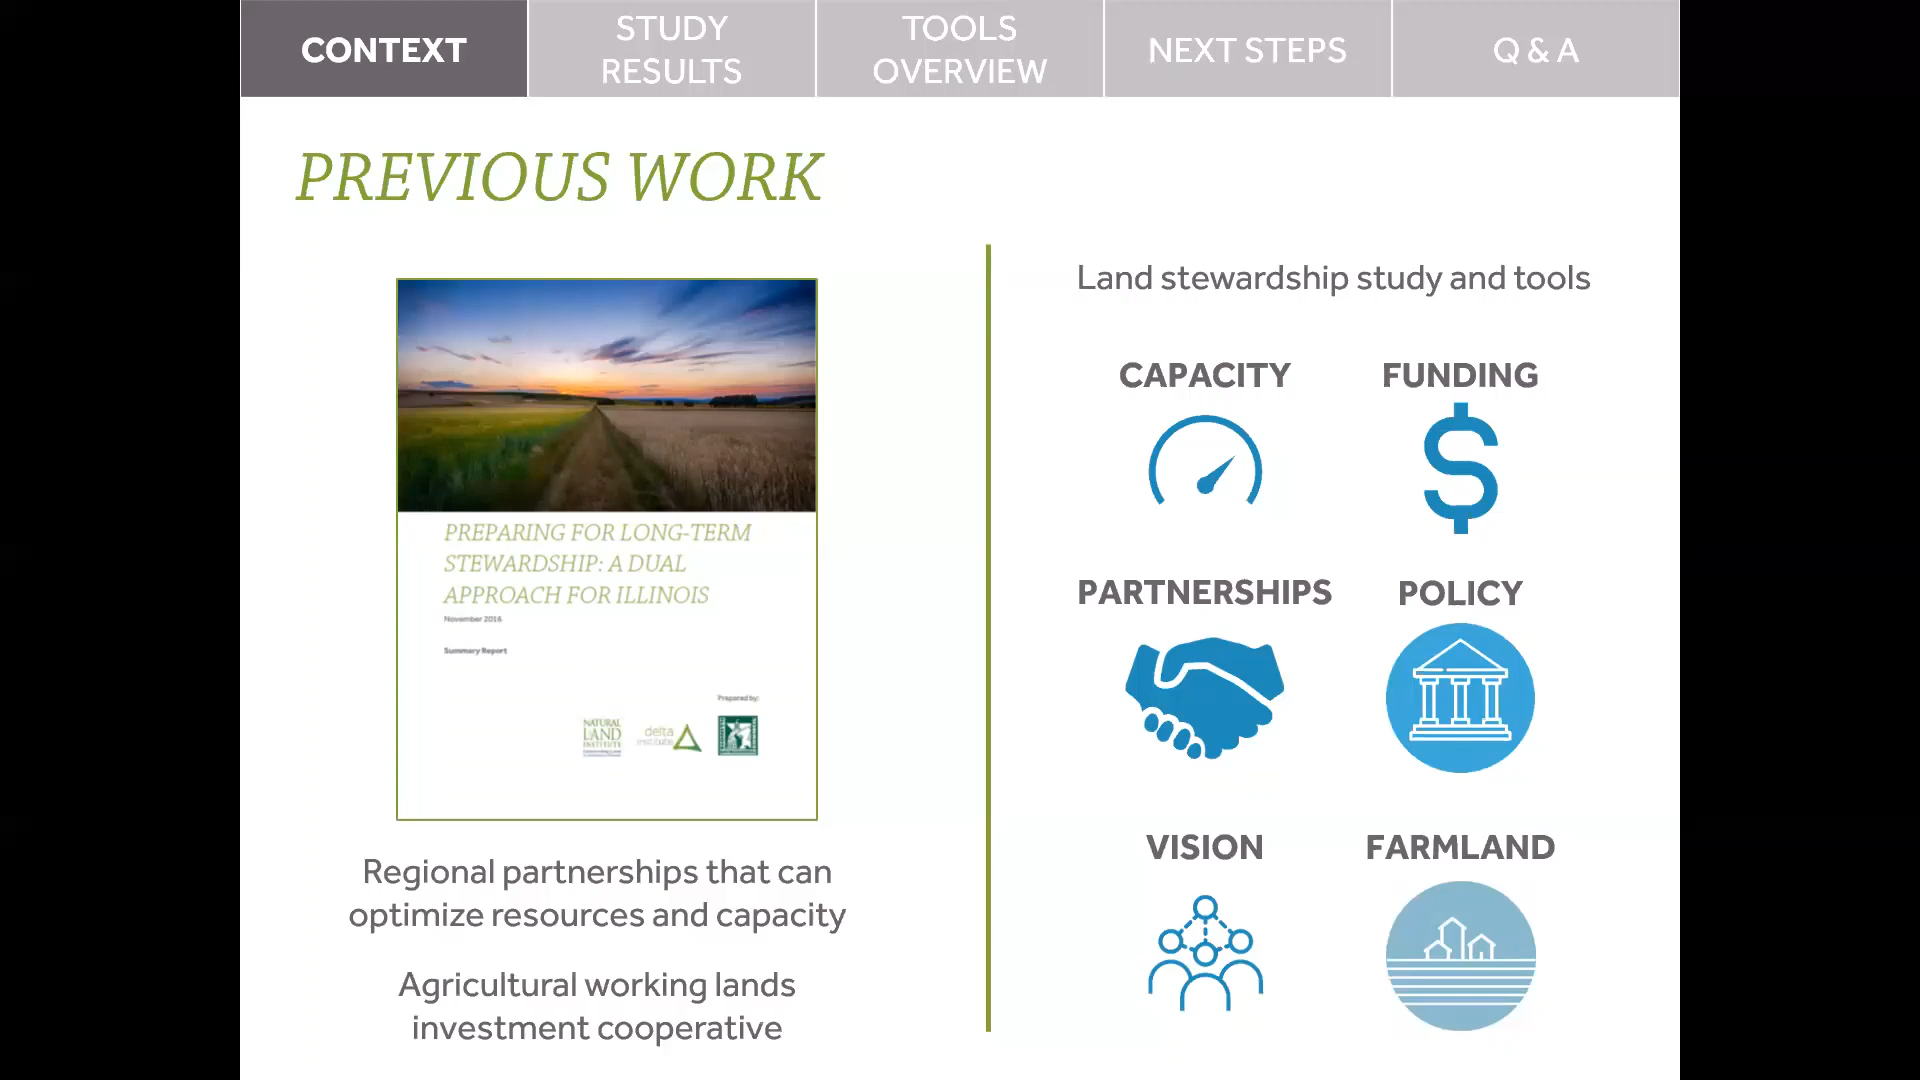 CONTEXT
STUDY
RESULTS
TOOLS
OVERVIEW
NEXT STEPS
Q & A
PREVIOUS WORK
PREPARING FOR LONG-TERM
STEWARDSHIP: A DUAL
APPROACH FOR ILLINOIS
November 2016
Summary Report
Prepared by:
NATURAL
LAND
INSTITUTE
delta
institute
Regional partnerships that can
optimize resources and capacity
Agricultural working lands
investment cooperative
Land stewardship study and tools
CAPACITY
FUNDING
PARTNERSHIPS
POLICY
VISION
FARMLAND